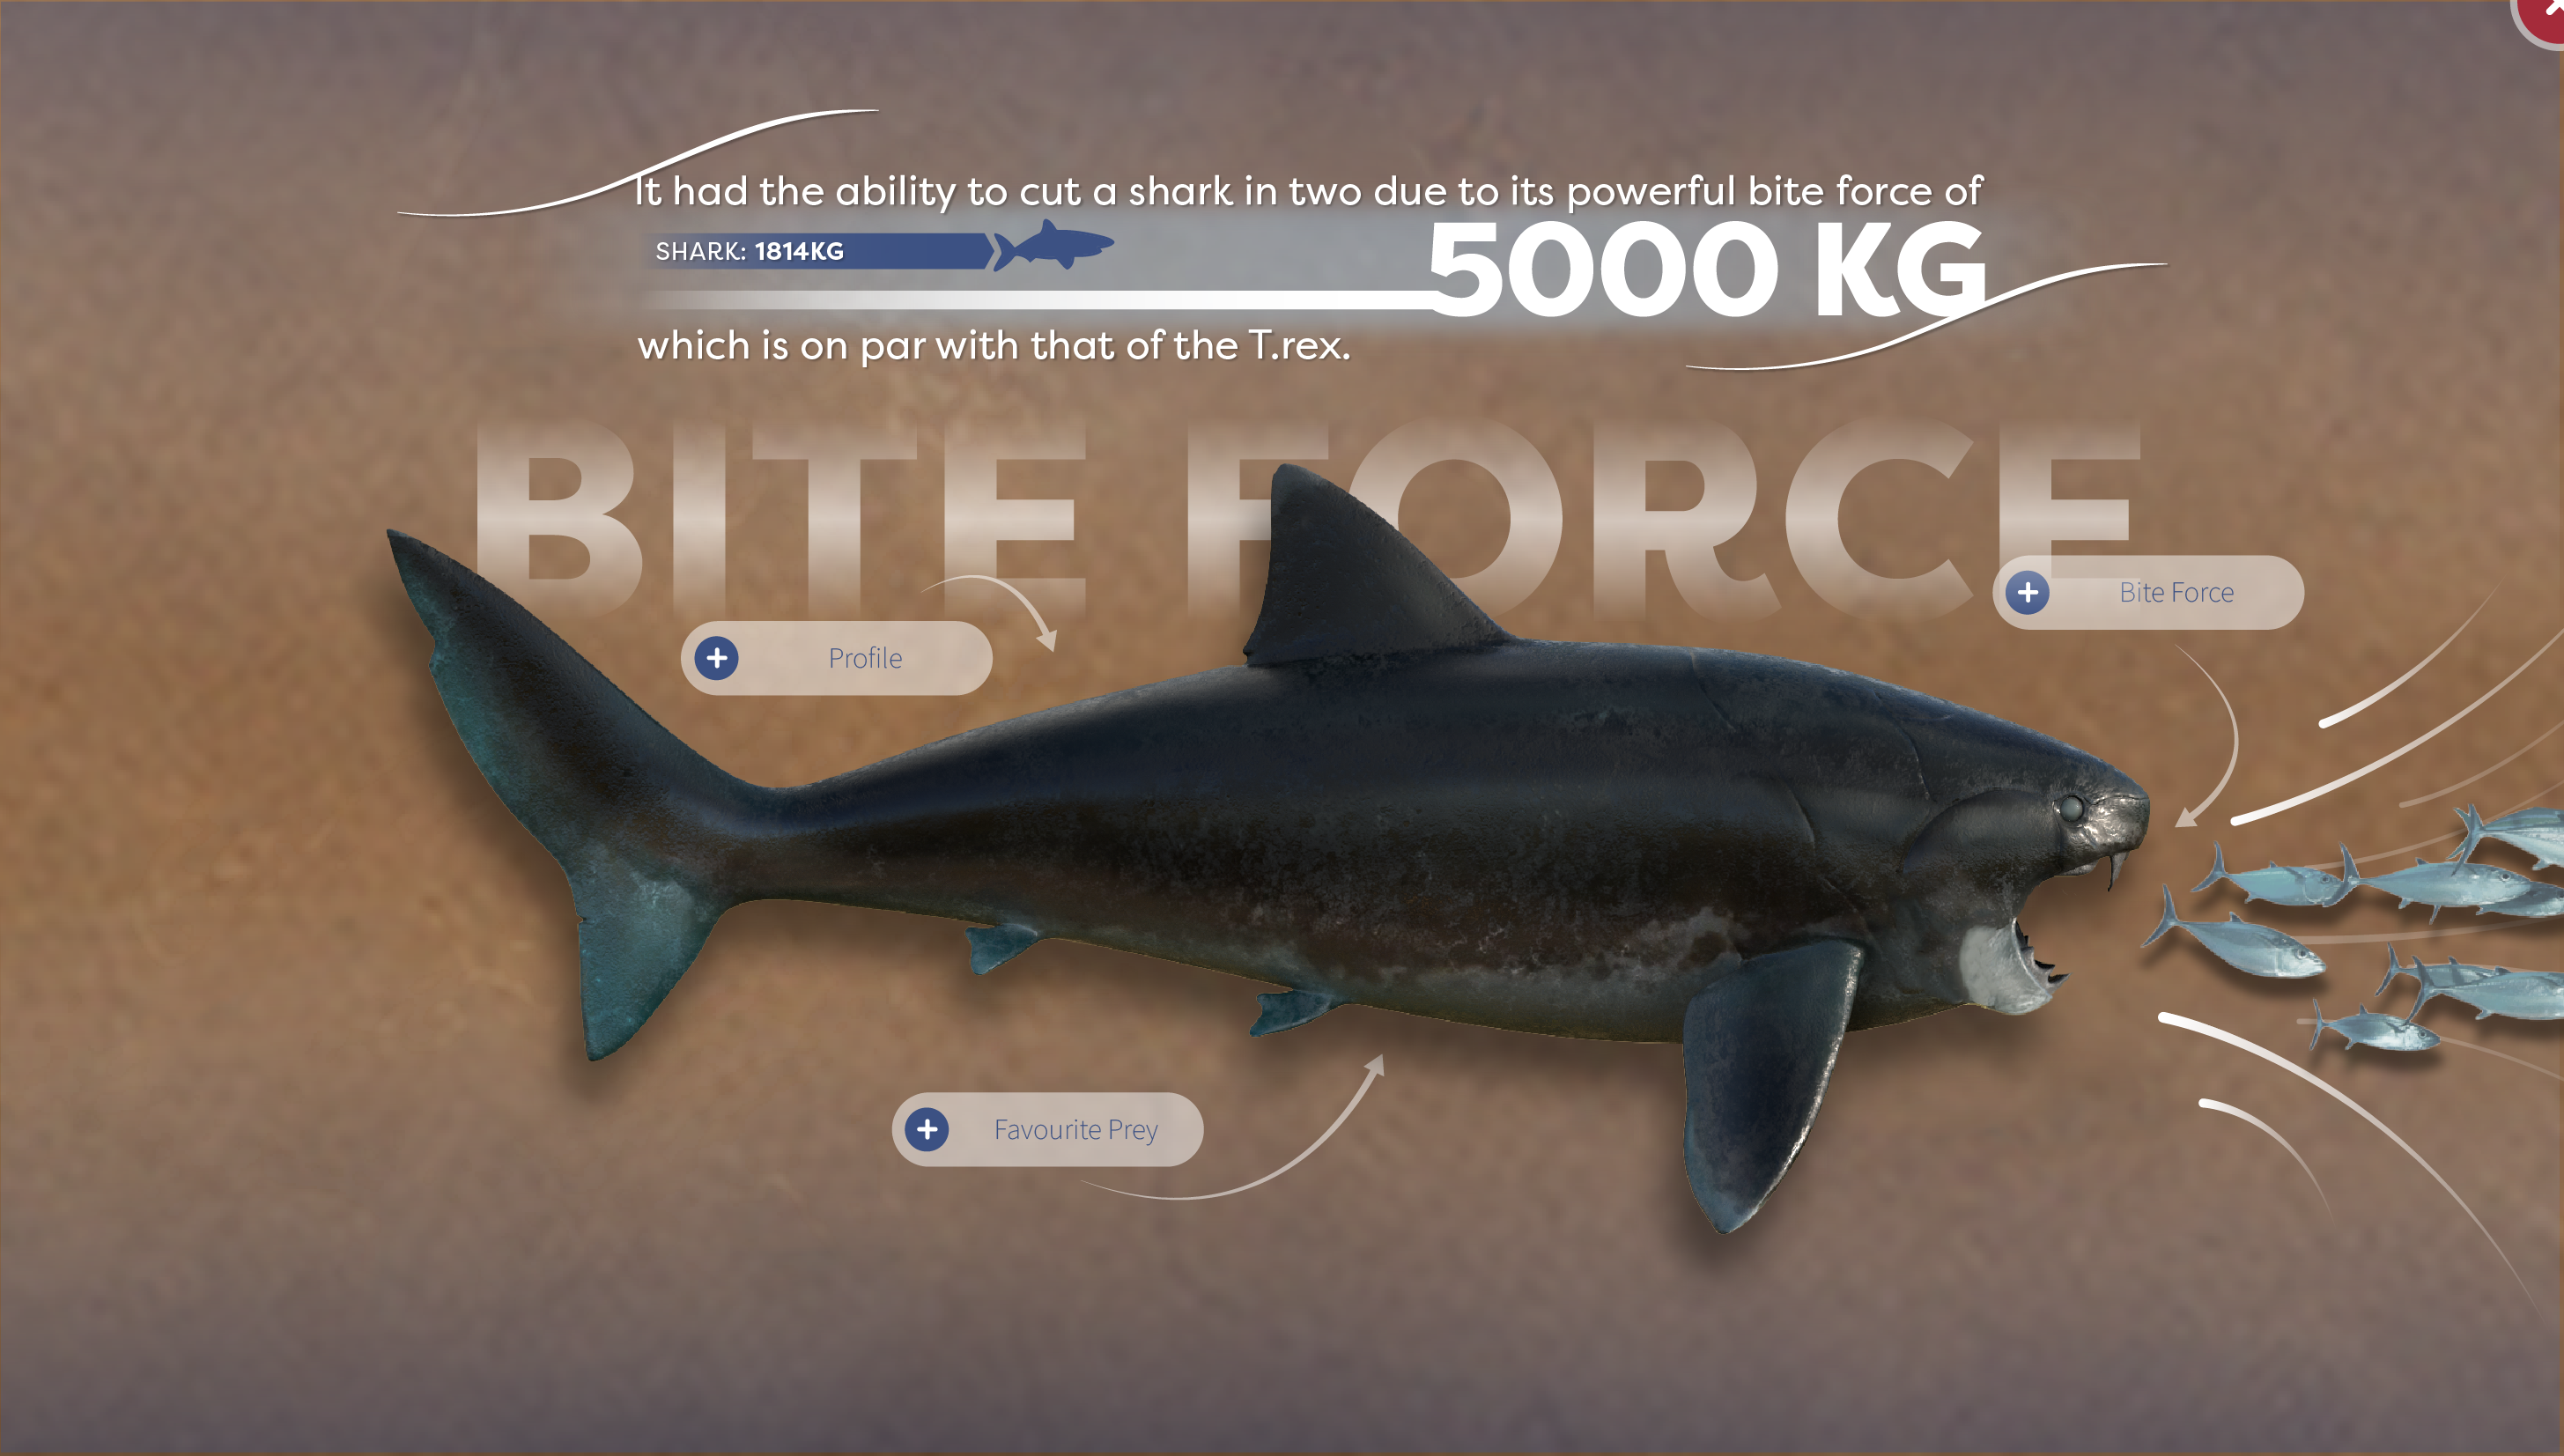 It had the ability to cut a shark in two due to its powerful bite force of
SHARK: 1814KG
5000 KG
which is on par with that of the T.rex.
BITE FORCE
Bite Force
Profile
Favourite Prey